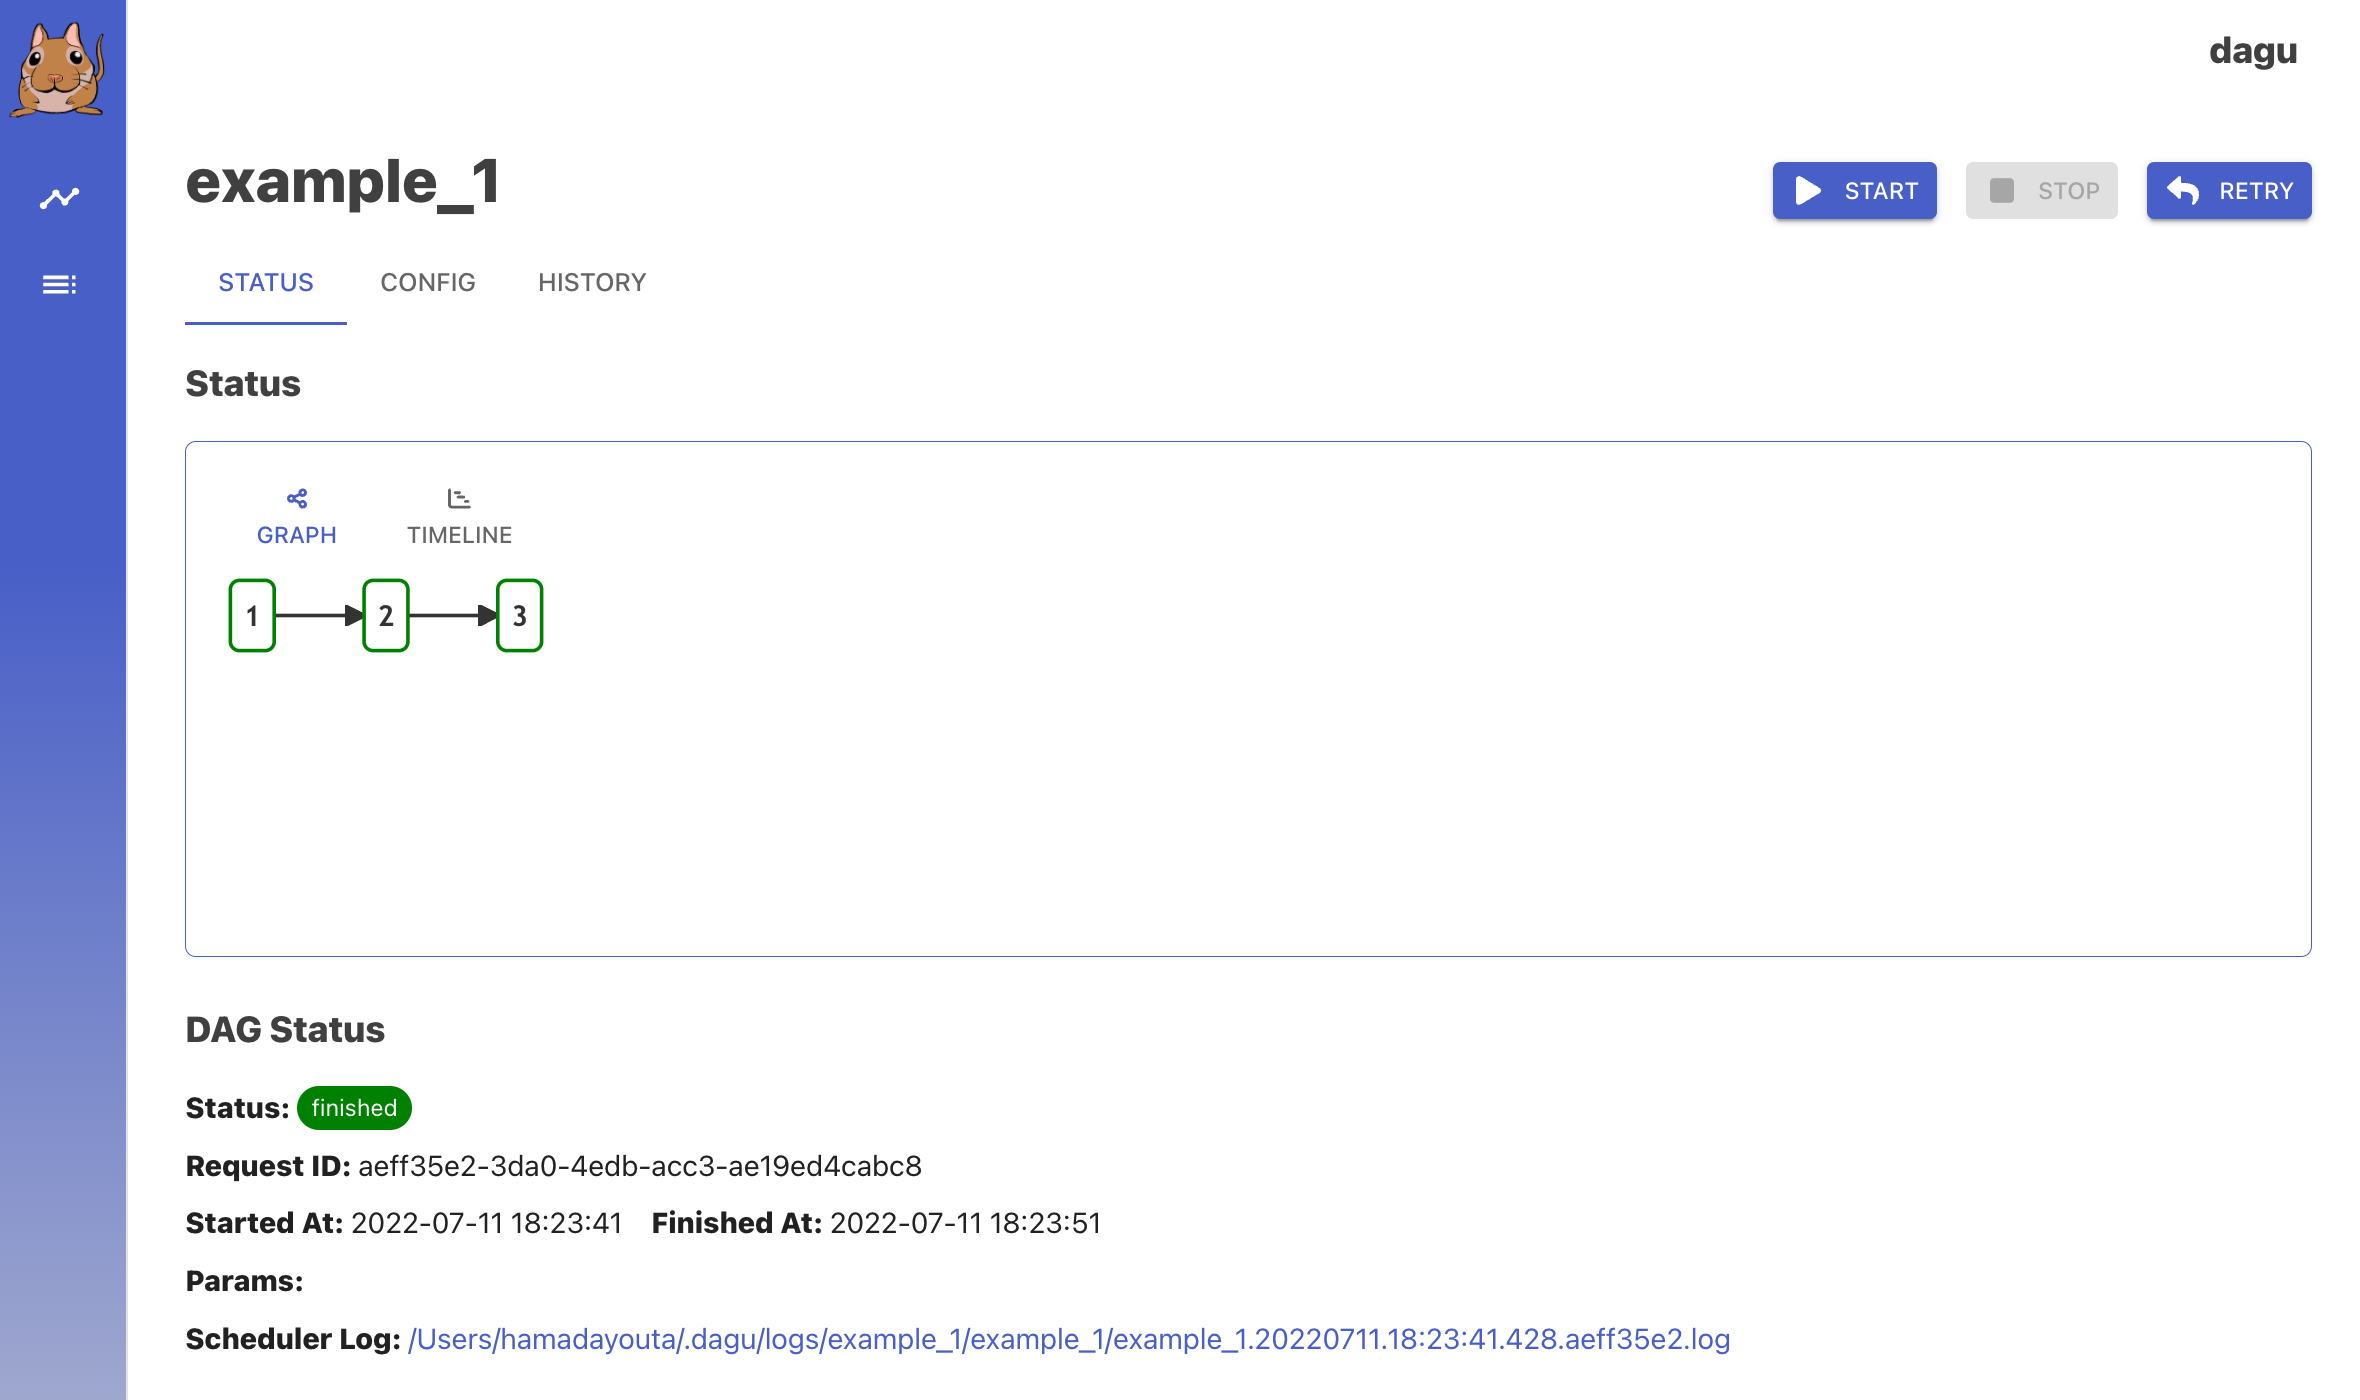 dagu
example_1
START STOP RETRY
STATUS CONFIG HISTORY
Status
GRAPH TIMELINE
1 2 3
DAG Status
Status: finished
Request ID: aeff35e2-3da0-4edb-acc3-ae19ed4cabc8
Started At: 2022-07-11 18:23:41 Finished At: 2022-07-11 18:23:51
Params:
Scheduler Log: /Users/hamadayouta/.dagu/logs/example_1/example_1/example_1.20220711.18:23:41.428.aeff35e2.log